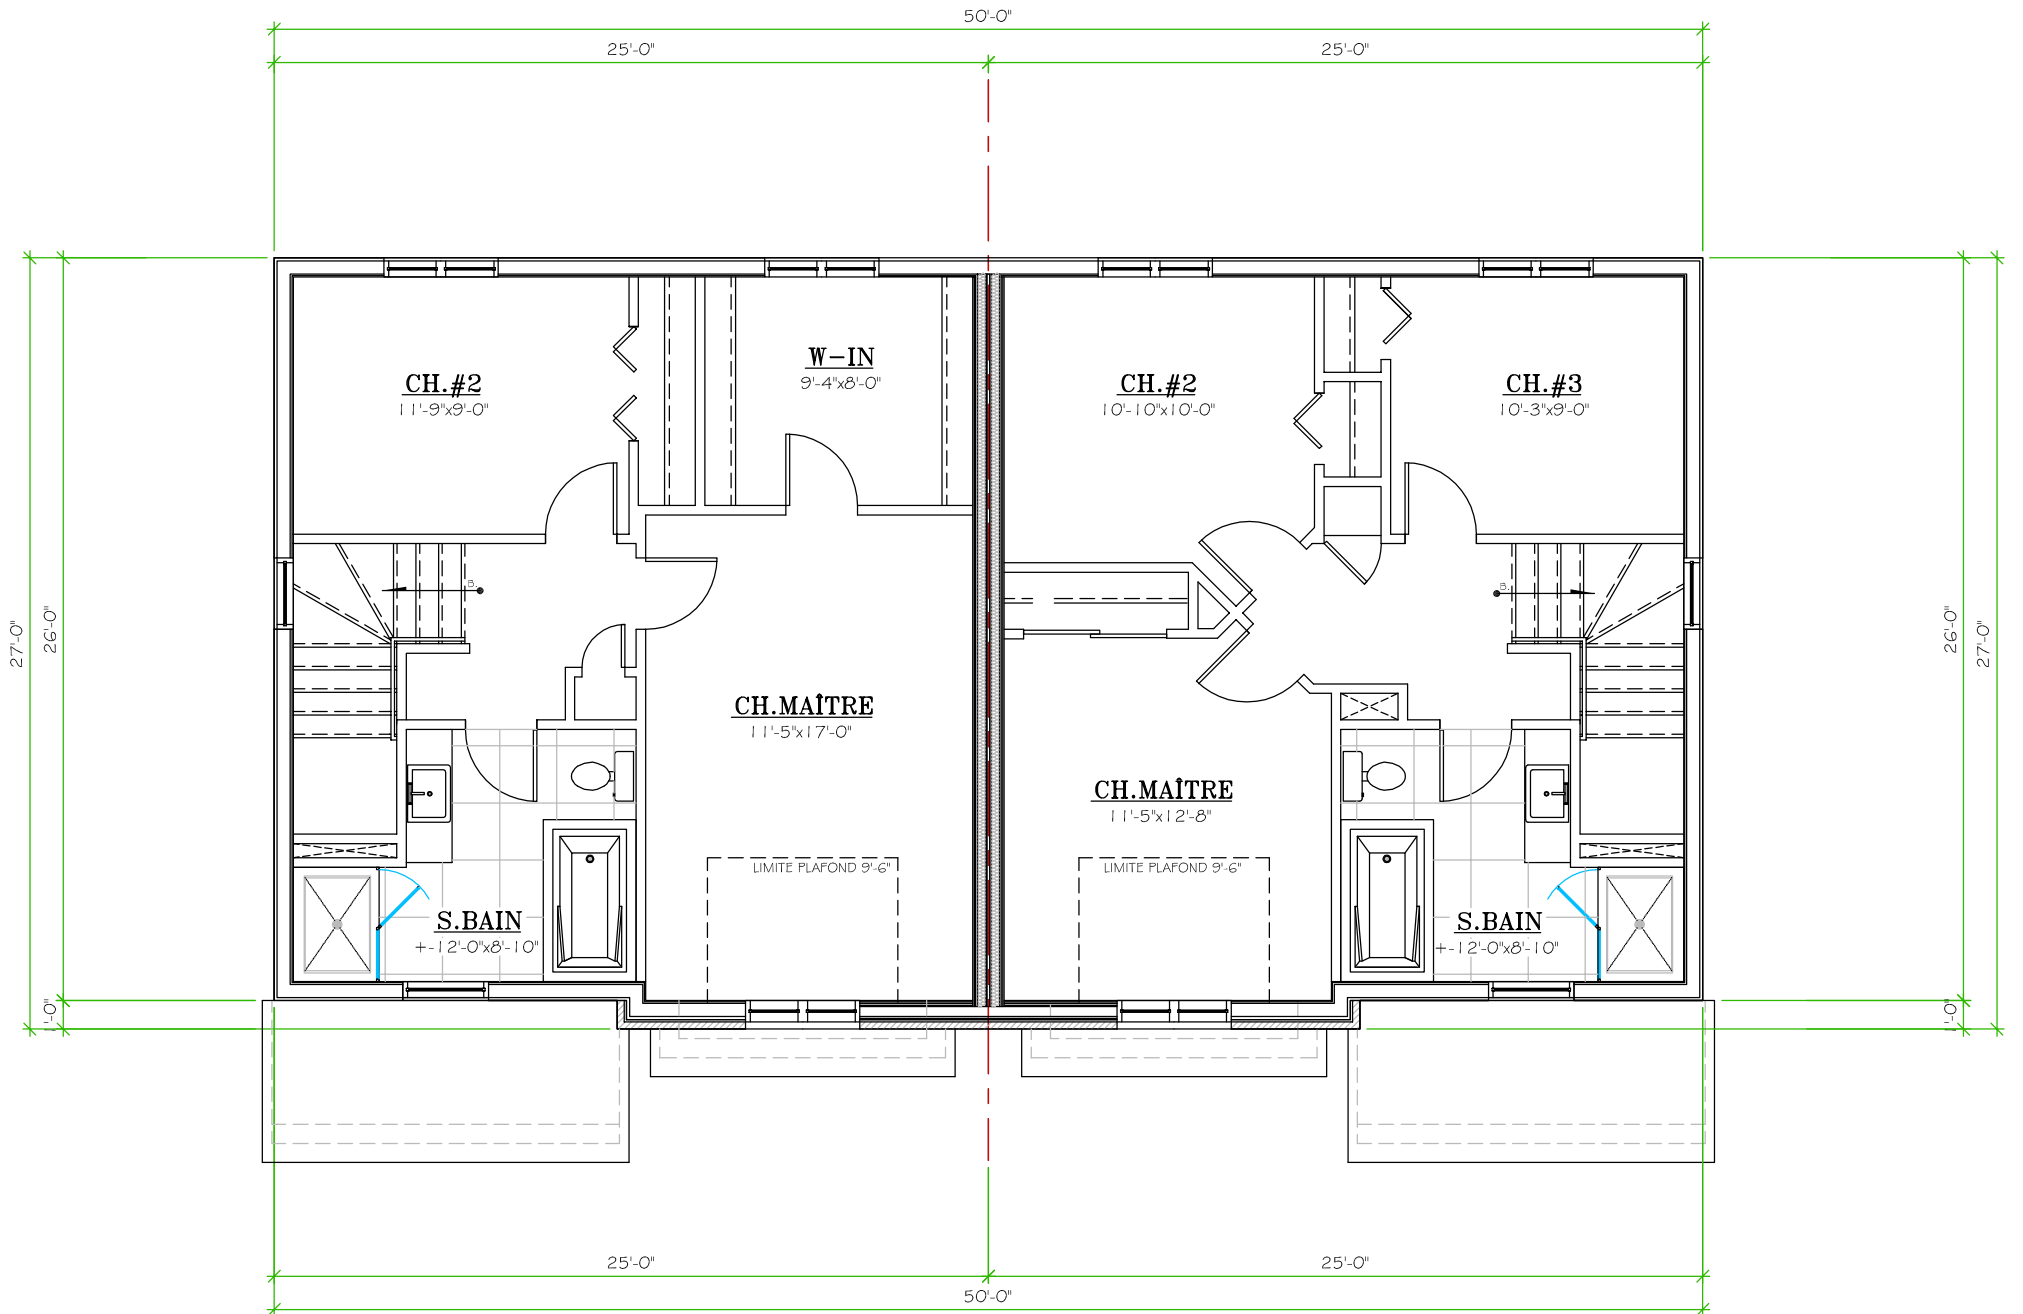 50'-0"
25'-0"
25'-0"
W-IN
9'-4"x8'-0"
CH.#2
11'-9"x9'-0"
CH.#2
10'-10"x10'-0"
CH.#3
10'-3"x9'-0"
B.
B.
27'-0"
26'-0"
26'-0"
27'-0"
CH.MAÎTRE
11'-5"x17'-0"
CH.MAÎTRE
11'-5"x12'-8"
LIMITE PLAFOND 9'-6"
LIMITE PLAFOND 9'-6"
S.BAIN
+-12'-0"x8'-10"
S.BAIN
+-12'-0"x8'-10"
1'-0"
1'-0"
25'-0"
25'-0"
50'-0"